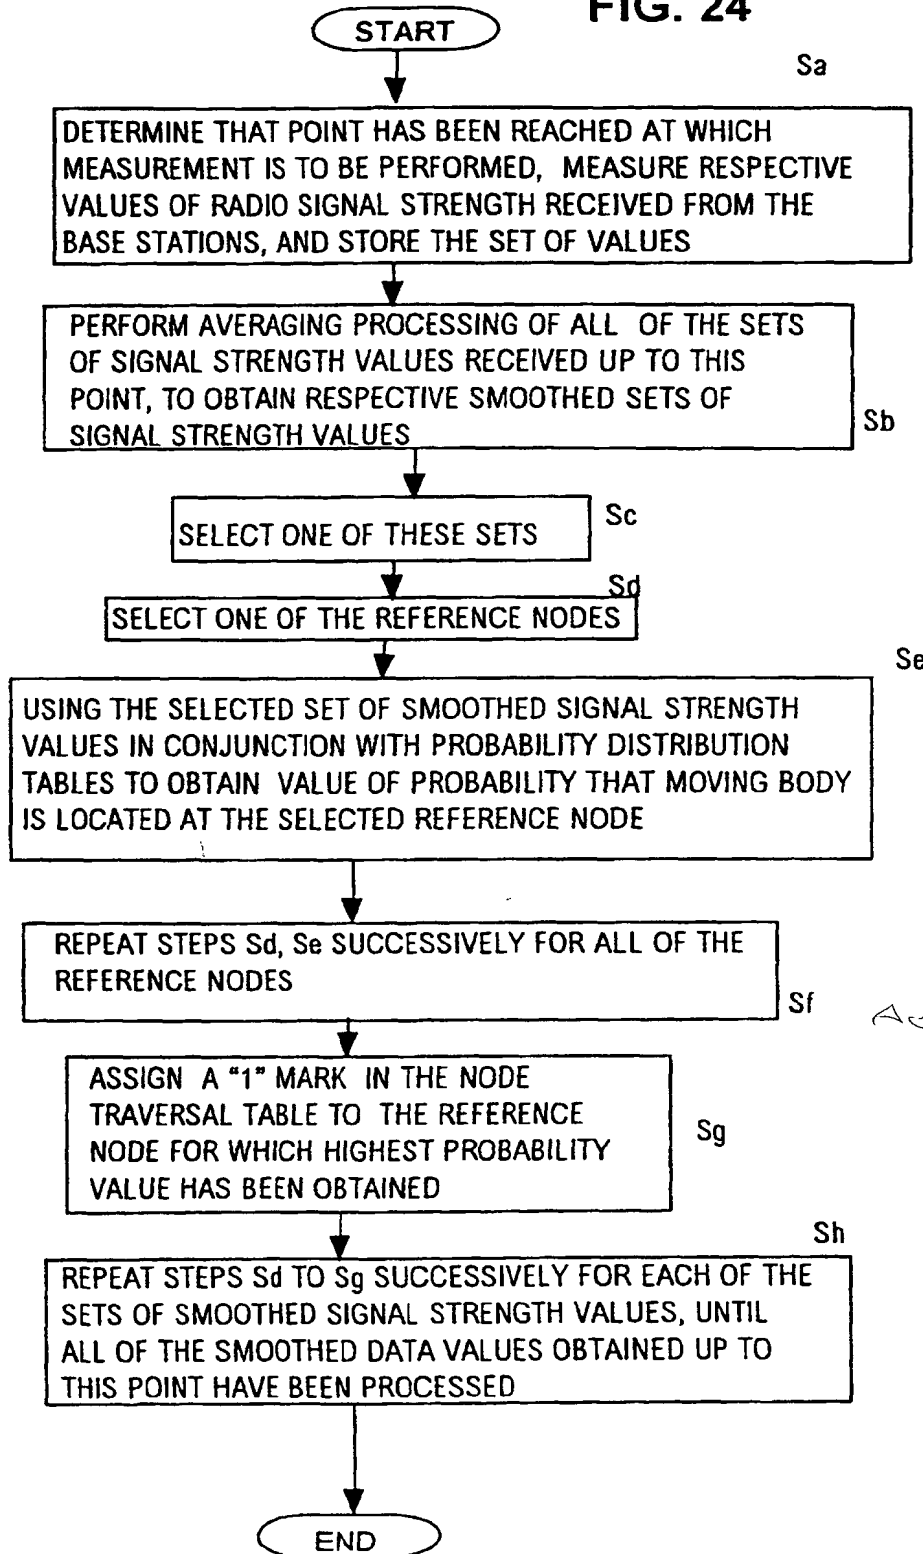 FIG. 24
START
Sa
DETERMINE THAT POINT HAS BEEN REACHED AT WHICH
MEASUREMENT IS TO BE PERFORMED, MEASURE RESPECTIVE
VALUES OF RADIO SIGNAL STRENGTH RECEIVED FROM THE
BASE STATIONS, AND STORE THE SET OF VALUES
PERFORM AVERAGING PROCESSING OF ALL OF THE SETS
OF SIGNAL STRENGTH VALUES RECEIVED UP TO THIS
POINT, TO OBTAIN RESPECTIVE SMOOTHED SETS OF
SIGNAL STRENGTH VALUES
Sb
SELECT ONE OF THESE SETS
Sc
Sd
SELECT ONE OF THE REFERENCE NODES
Se
USING THE SELECTED SET OF SMOOTHED SIGNAL STRENGTH
VALUES IN CONJUNCTION WITH PROBABILITY DISTRIBUTION
TABLES TO OBTAIN VALUE OF PROBABILITY THAT MOVING BODY
IS LOCATED AT THE SELECTED REFERENCE NODE
REPEAT STEPS Sd, Se SUCCESSIVELY FOR ALL OF THE
REFERENCE NODES
Sf
ASSIGN A "1" MARK IN THE NODE
TRAVERSAL TABLE TO THE REFERENCE
NODE FOR WHICH HIGHEST PROBABILITY
VALUE HAS BEEN OBTAINED
Sg
Sh
REPEAT STEPS Sd TO Sg SUCCESSIVELY FOR EACH OF THE
SETS OF SMOOTHED SIGNAL STRENGTH VALUES, UNTIL
ALL OF THE SMOOTHED DATA VALUES OBTAINED UP TO
THIS POINT HAVE BEEN PROCESSED
END